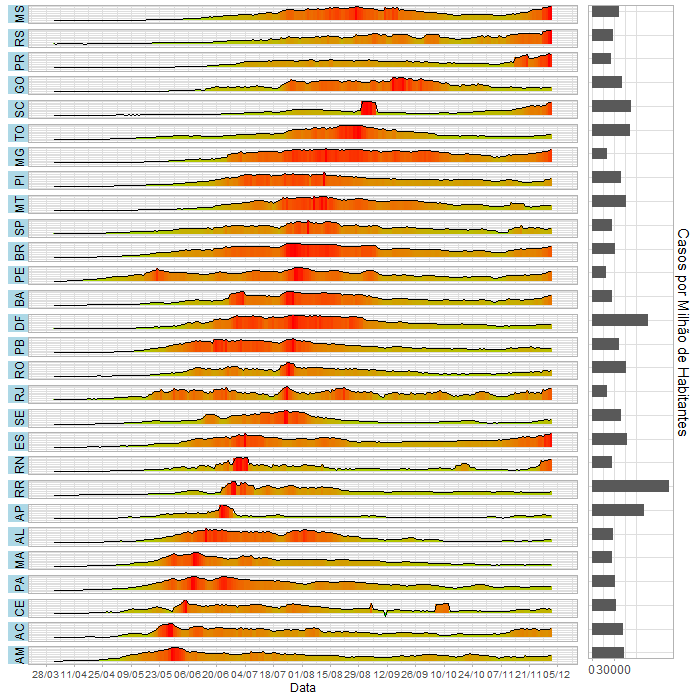 MS
RS
PR
GO
SC
TO
MG
PI
MT
SP
BR
PE
BA
DF
PB
RO
RJ
SE
ES
RN
RR
AP
AL
MA
PA
CE
AC
AM
28/03 11/04 25/04 09/05 23/05 06/06 20/06 04/07 18/07 01/08 15/08 29/08 12/09 26/09 10/10 24/10 07/11 21/11 05/12
Data
030000
Casos por Milhão de Habitantes